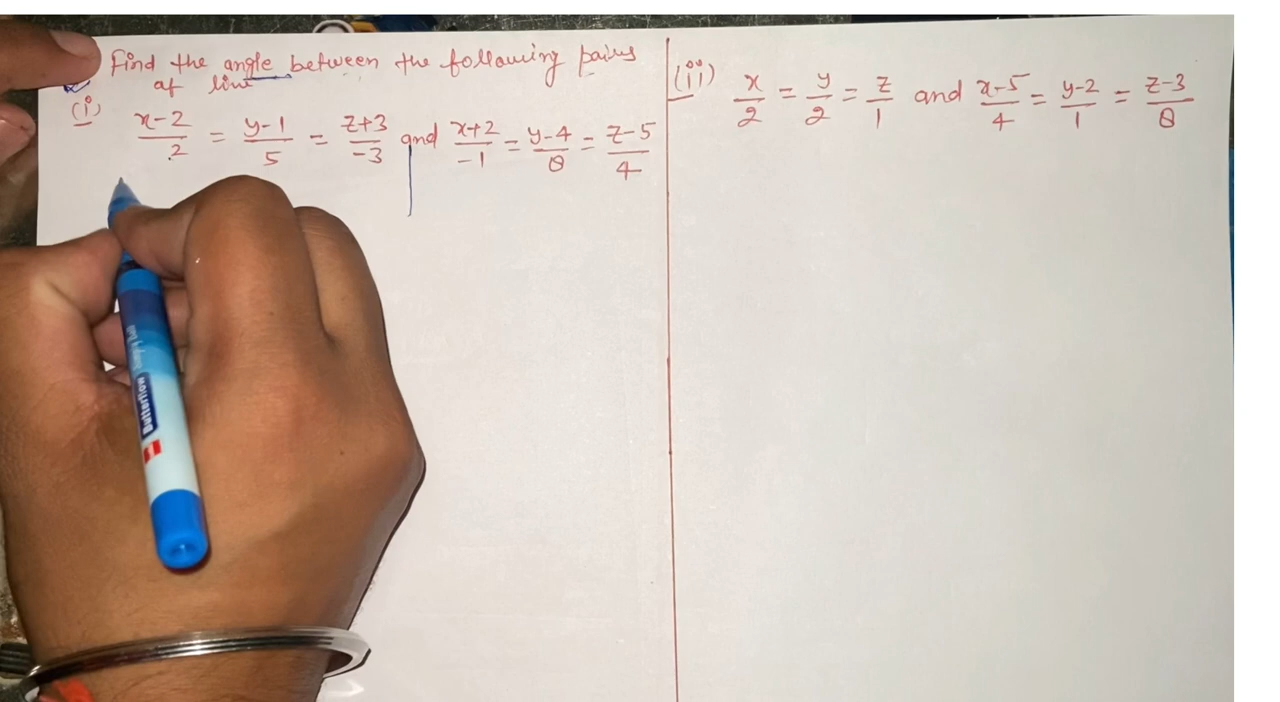 Find the angle between the following pairs
of line
(i) x-2/2 = y-1/5 = z+3/-3 and x+2/-1 = y-4/8 = z-5/4
(ii) x/2 = y/2 = z/1 and x-5/4 = y-2/1 = z-3/8
Butterflow